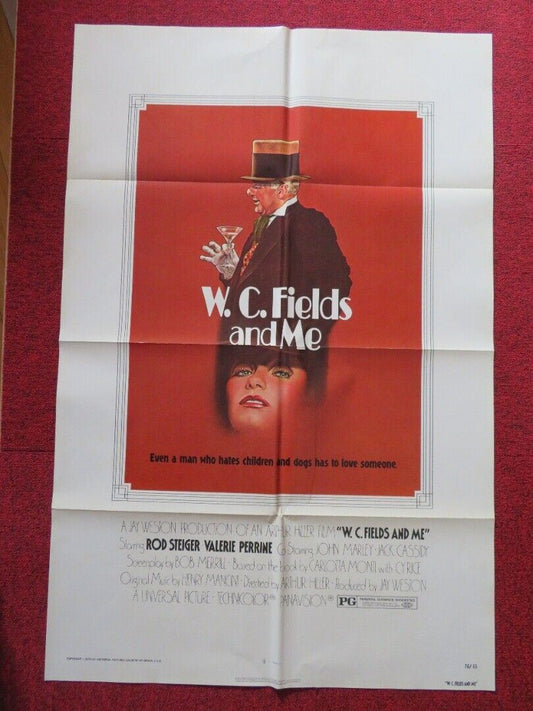 W. C. Fields
and Me
Even a man who hates children and dogs has to love someone.
A JAY WESTON PRODUCTION OF AN ARTHUR HILLER FILM "W. C. FIELDS AND ME"
Starring ROD STEIGER VALERIE PERRINE Co Starring JOHN MARLEY · JACK CASSIDY
Screenplay by BOB MERRILL · Based on the book by CARLOTTA MONTI with CY RICE
Original Music by HENRY MANCINI · Directed by ARTHUR HILLER · Produced by JAY WESTON
A UNIVERSAL PICTURE · TECHNICOLOR® PANAVISION®
PG PARENTAL GUIDANCE SUGGESTED
"W. C. FIELDS AND ME"